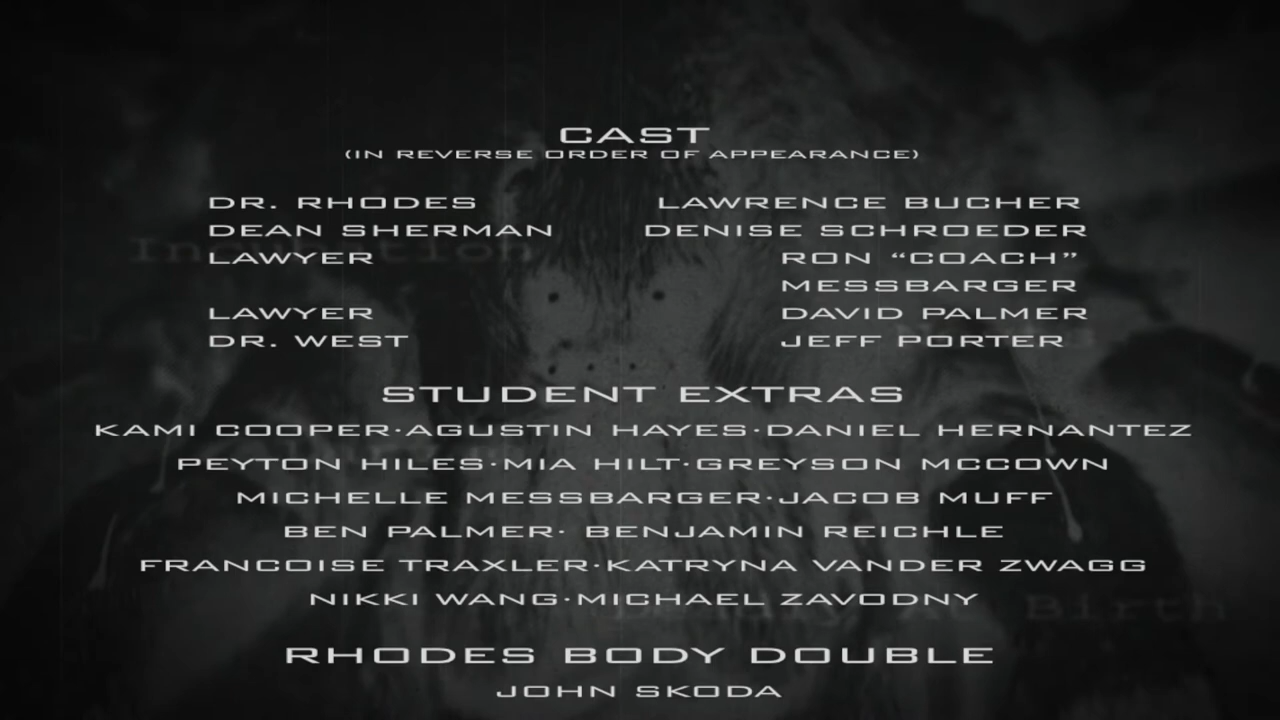 CAST
(IN REVERSE ORDER OF APPEARANCE)
DR. RHODES LAWRENCE BUCHER
DEAN SHERMAN DENISE SCHROEDER
LAWYER RON “COACH”
MESSBARGER
LAWYER DAVID PALMER
DR. WEST JEFF PORTER
STUDENT EXTRAS
KAMI COOPER·AGUSTIN HAYES·DANIEL HERNANTEZ
PEYTON HILES·MIA HILT·GREYSON MCCOWN
MICHELLE MESSBARGER·JACOB MUFF
BEN PALMER· BENJAMIN REICHLE
FRANCOISE TRAXLER·KATRYNA VANDER ZWAGG
NIKKI WANG·MICHAEL ZAVODNY
Birth
RHODES BODY DOUBLE
JOHN SKODA